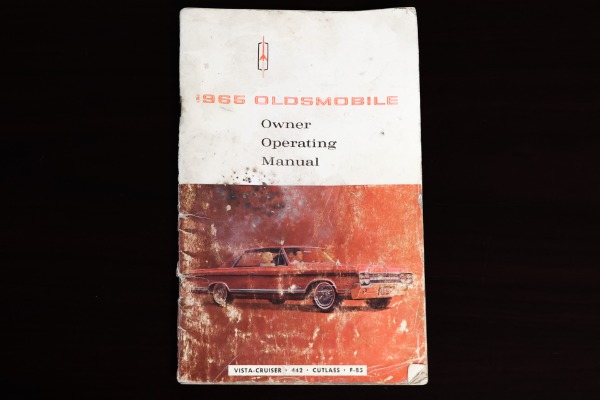 1965 OLDSMOBILE
Owner
Operating
Manual
VISTA-CRUISER · 442 · CUTLASS · F-85